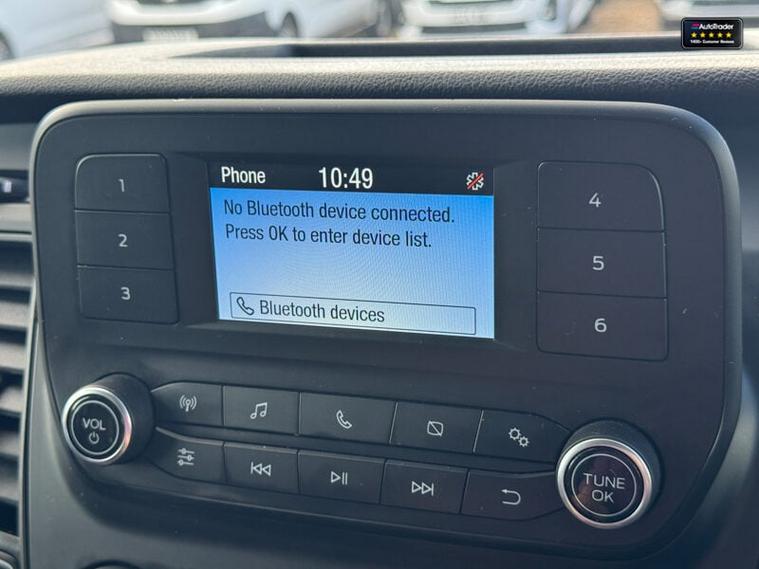 AutoTrader
1
2
3
4
5
6
Phone 10:49
No Bluetooth device connected.
Press OK to enter device list.
Bluetooth devices
VOL
TUNE
OK